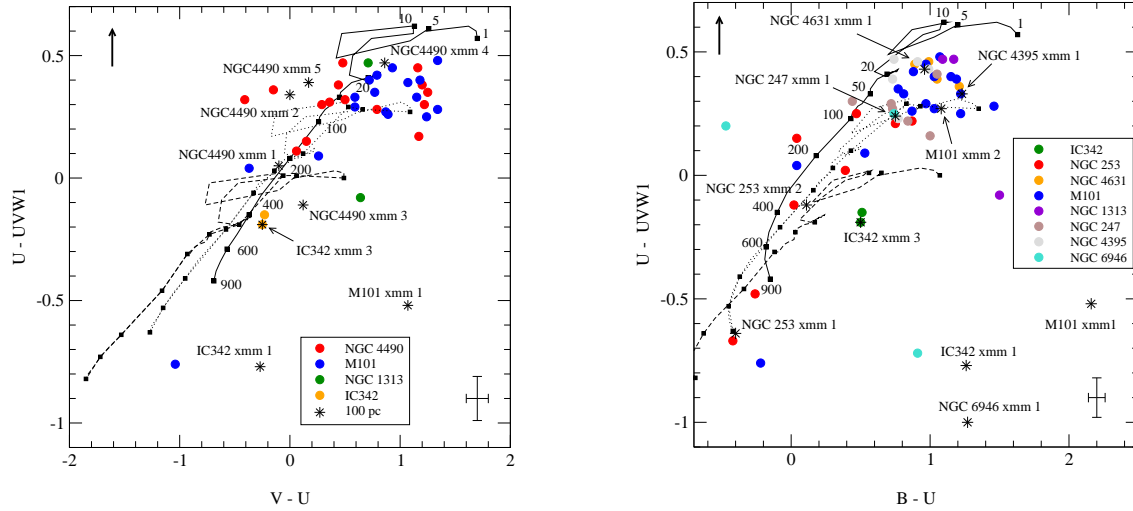 10
5
1
NGC4490 xmm 4
NGC4490 xmm 5
0.5
20
NGC4490 xmm 2
100
NGC4490 xmm 1
200
0
400
NGC4490 xmm 3
IC342 xmm 3
600
900
-0.5
M101 xmm 1
IC342 xmm 1
NGC 4490
M101
NGC 1313
IC342
100 pc
-1
-2
-1
0
1
2
V - U
U - UVW1
NGC 4631 xmm 1
10
5
1
NGC 4395 xmm 1
0.5
NGC 247 xmm 1
20
50
100
M101 xmm 2
200
0
NGC 253 xmm 2
400
IC342 xmm 3
600
900
-0.5
NGC 253 xmm 1
M101 xmm1
IC342 xmm 1
NGC 6946 xmm 1
IC342
NGC 253
NGC 4631
M101
NGC 1313
NGC 247
NGC 4395
NGC 6946
-1
0
1
2
B - U
U - UVW1